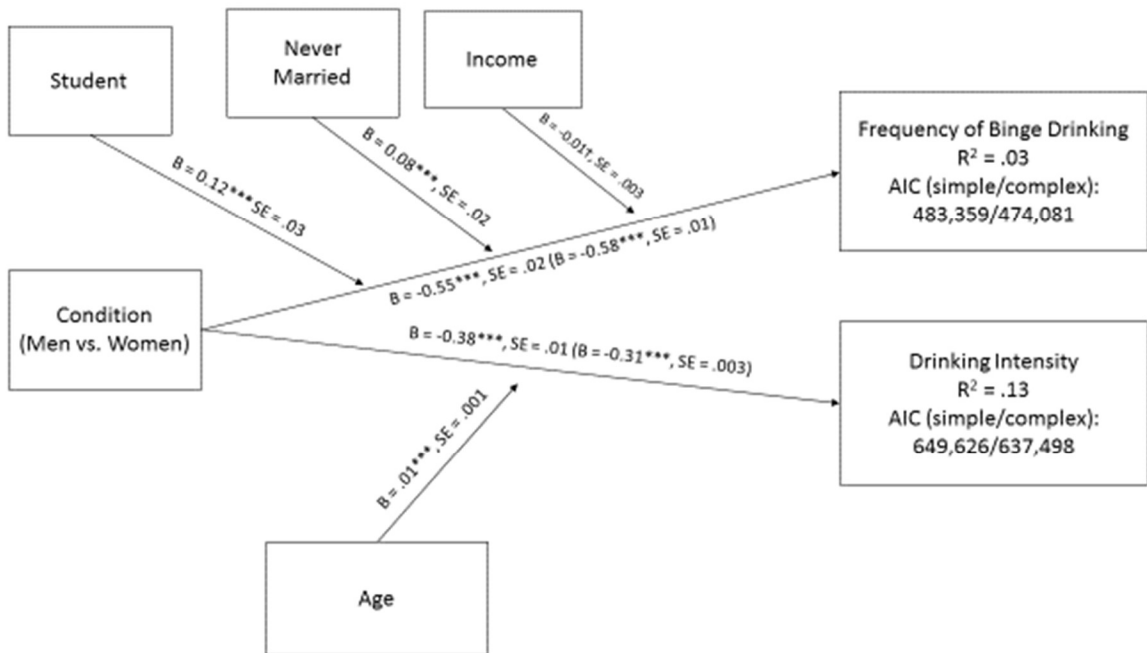 Student
Never
Married
Income
B = 0.12*** SE = .03
B = 0.08***, SE = .02
B = -0.01†, SE = .003
Frequency of Binge Drinking
R² = .03
AIC (simple/complex):
483,359/474,081
B = -0.55***, SE = .02 (B = -0.58***, SE = .01)
Condition
(Men vs. Women)
B = -0.38***, SE = .01 (B = -0.31***, SE = .003)
Drinking Intensity
R² = .13
AIC (simple/complex):
649,626/637,498
B = .01***, SE = .001
Age